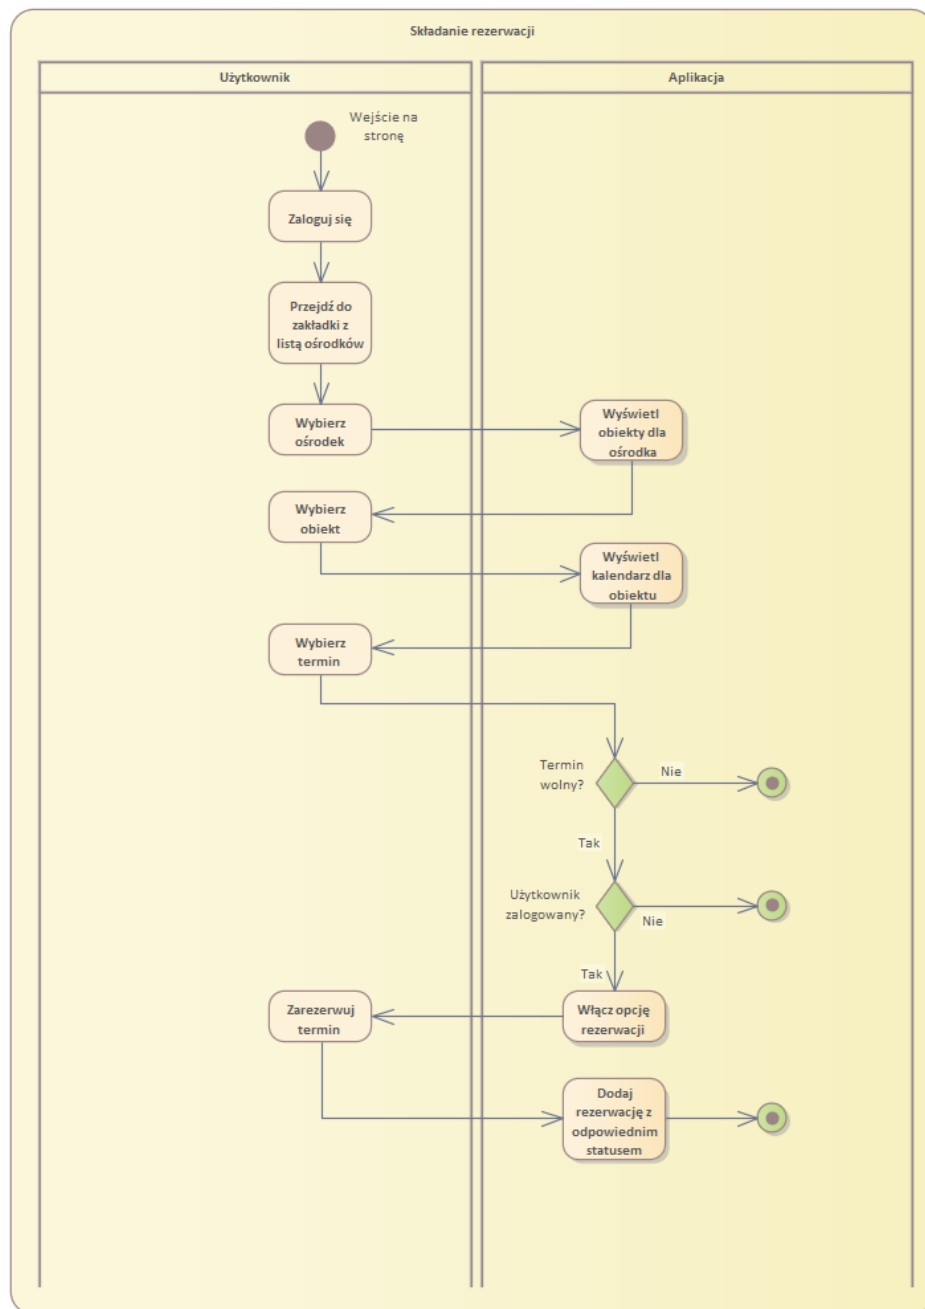 Składanie rezerwacji
Użytkownik
Aplikacja
Wejście na
stronę
Zaloguj się
Przejdź do
zakładki z
listą ośrodków
Wybierz
ośrodek
Wyświetl
obiekty dla
ośrodka
Wybierz
obiekt
Wyświetl
kalendarz dla
obiektu
Wybierz
termin
Termin
wolny?
Nie
Tak
Użytkownik
zalogowany?
Nie
Tak
Zarezerwuj
termin
Włącz opcję
rezerwacji
Dodaj
rezerwację z
odpowiednim
statusem